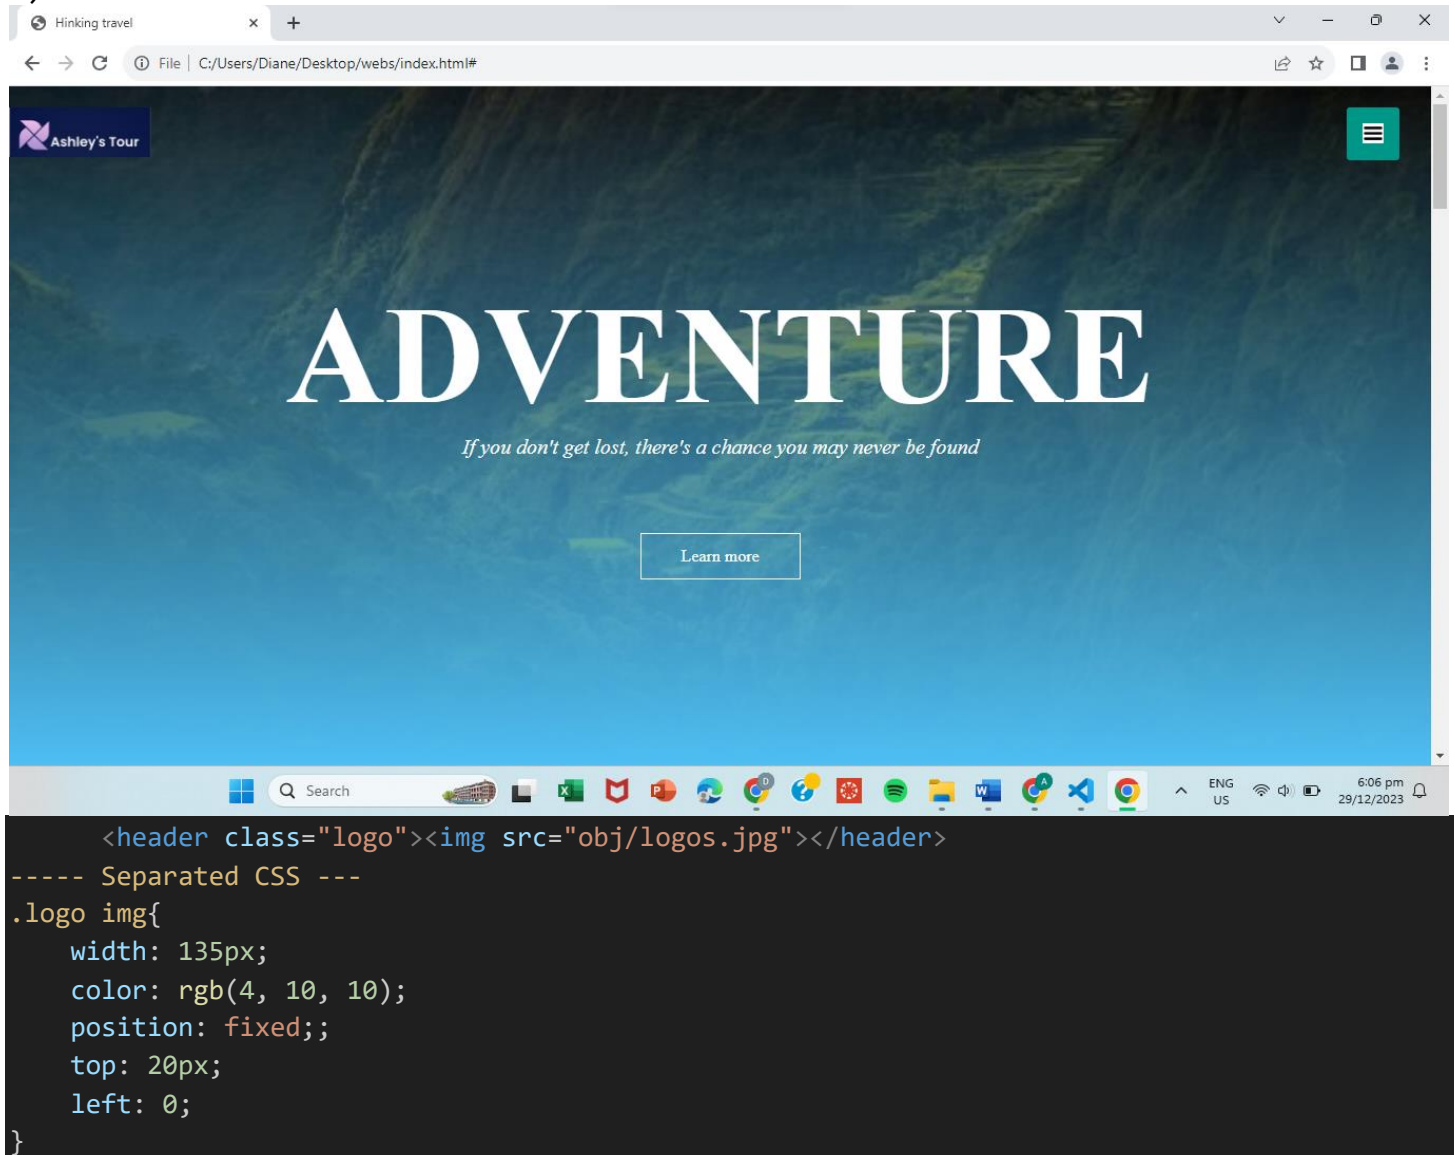 )
Hinking travel
File | C:/Users/Diane/Desktop/webs/index.html#
Ashley's Tour
ADVENTURE
If you don't get lost, there's a chance you may never be found
Learn more
Search
ENG
US
6:06 pm
29/12/2023
<header class="logo"><img src="obj/logos.jpg"></header>
----- Separated CSS ---
.logo img{
    width: 135px;
    color: rgb(4, 10, 10);
    position: fixed;;
    top: 20px;
    left: 0;
}